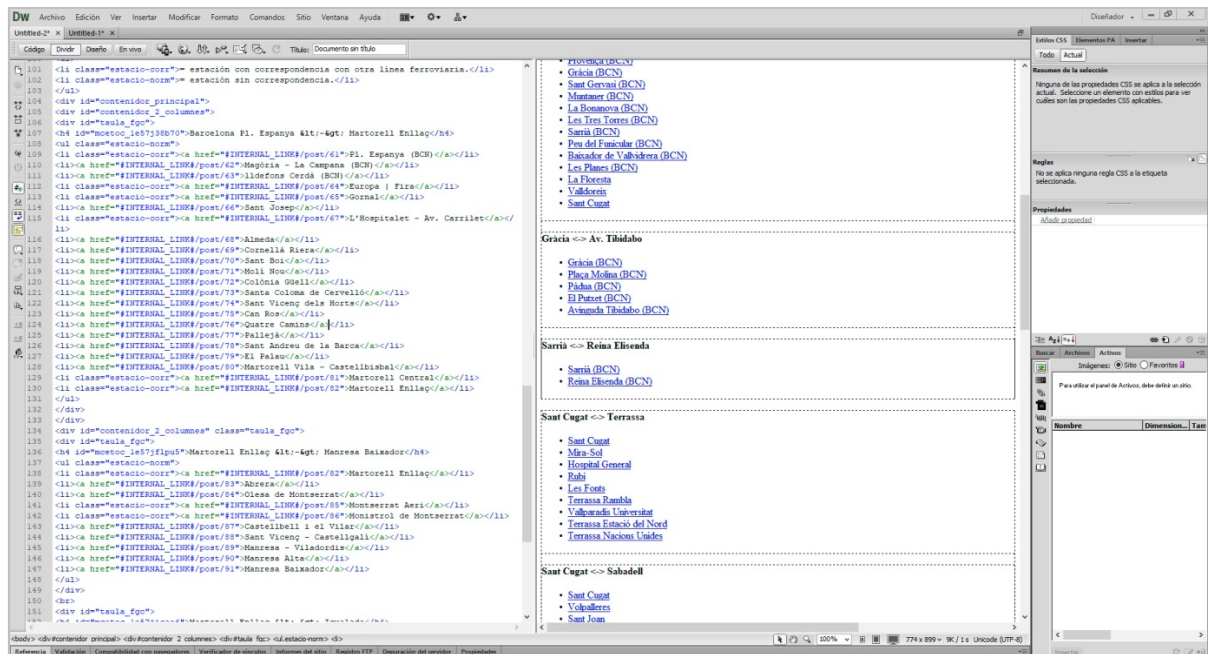 DW Archivo Edición Ver Insertar Modificar Formato Comandos Sitio Ventana Ayuda
Diseñador
Untitled-2* × Untitled-1* ×
Código Dividir Diseño En vivo Título: Documento sin título
101 <li class="estacio-corr">= estación con correspondencia con otra línea ferroviaria.</li>
102 <li class="estacio-norm">= estación sin correspondencia.</li>
103 </ul>
104 <div id="contenidor_principal">
105 <div id="contenidor_2_columnes">
106 <div id="taula_fgc">
107 <h4 id="mcetoc_1e57j38b70">Barcelona Pl. Espanya &lt;-&gt; Martorell Enllaç</h4>
108 <ul class="estacio-norm">
109 <li class="estacio-corr"><a href="#INTERNAL_LINK#/post/61">Pl. Espanya (BCN)</a></li>
110 <li><a href="#INTERNAL_LINK#/post/62">Magòria - La Campana (BCN)</a></li>
111 <li><a href="#INTERNAL_LINK#/post/63">Ildefons Cerdà (BCN)</a></li>
112 <li class="estacio-corr"><a href="#INTERNAL_LINK#/post/64">Europa | Fira</a></li>
113 <li class="estacio-corr"><a href="#INTERNAL_LINK#/post/65">Gornal</a></li>
114 <li><a href="#INTERNAL_LINK#/post/66">Sant Josep</a></li>
115 <li class="estacio-corr"><a href="#INTERNAL_LINK#/post/67">L'Hospitalet - Av. Carrilet</a></
li>
116 <li><a href="#INTERNAL_LINK#/post/68">Almeda</a></li>
117 <li><a href="#INTERNAL_LINK#/post/69">Cornellà Riera</a></li>
118 <li><a href="#INTERNAL_LINK#/post/70">Sant Boi</a></li>
119 <li><a href="#INTERNAL_LINK#/post/71">Molí Nou</a></li>
120 <li><a href="#INTERNAL_LINK#/post/72">Colònia Güell</a></li>
121 <li><a href="#INTERNAL_LINK#/post/73">Santa Coloma de Cervelló</a></li>
122 <li><a href="#INTERNAL_LINK#/post/74">Sant Vicenç dels Horts</a></li>
123 <li><a href="#INTERNAL_LINK#/post/75">Can Ros</a></li>
124 <li><a href="#INTERNAL_LINK#/post/76">Quatre Camins</a></li>
125 <li><a href="#INTERNAL_LINK#/post/77">Pallejà</a></li>
126 <li><a href="#INTERNAL_LINK#/post/78">Sant Andreu de la Barca</a></li>
127 <li><a href="#INTERNAL_LINK#/post/79">El Palau</a></li>
128 <li><a href="#INTERNAL_LINK#/post/80">Martorell Vila - Castellbisbal</a></li>
129 <li class="estacio-corr"><a href="#INTERNAL_LINK#/post/81">Martorell Central</a></li>
130 <li class="estacio-corr"><a href="#INTERNAL_LINK#/post/82">Martorell Enllaç</a></li>
131 </ul>
132 </div>
133 </div>
134 <div id="contenidor_2_columnes" class="taula_fgc">
135 <div id="taula_fgc">
136 <h4 id="mcetoc_1e57jflpu5">Martorell Enllaç &lt;-&gt; Manresa Baixador</h4>
137 <ul class="estacio-norm">
138 <li class="estacio-corr"><a href="#INTERNAL_LINK#/post/82">Martorell Enllaç</a></li>
139 <li><a href="#INTERNAL_LINK#/post/83">Abrera</a></li>
140 <li><a href="#INTERNAL_LINK#/post/84">Olesa de Montserrat</a></li>
141 <li class="estacio-corr"><a href="#INTERNAL_LINK#/post/85">Montserrat Aeri</a></li>
142 <li class="estacio-corr"><a href="#INTERNAL_LINK#/post/86">Monistrol de Montserrat</a></li>
143 <li><a href="#INTERNAL_LINK#/post/87">Castellbell i el Vilar</a></li>
144 <li><a href="#INTERNAL_LINK#/post/88">Sant Vicenç - Castellgalí</a></li>
145 <li><a href="#INTERNAL_LINK#/post/89">Manresa - Viladordis</a></li>
146 <li><a href="#INTERNAL_LINK#/post/90">Manresa Alta</a></li>
147 <li><a href="#INTERNAL_LINK#/post/91">Manresa Baixador</a></li>
148 </ul>
149 </div>
150 <br>
151 <div id="taula_fgc">
Provença (BCN)
Gràcia (BCN)
Sant Gervasi (BCN)
Muntaner (BCN)
La Bonanova (BCN)
Les Tres Torres (BCN)
Sarrià (BCN)
Peu del Funicular (BCN)
Baixador de Vallvidrera (BCN)
Les Planes (BCN)
La Floresta
Valldoreix
Sant Cugat
Gràcia <-> Av. Tibidabo
Gràcia (BCN)
Plaça Molina (BCN)
Pàdua (BCN)
El Putxet (BCN)
Avinguda Tibidabo (BCN)
Sarrià <-> Reina Elisenda
Sarrià (BCN)
Reina Elisenda (BCN)
Sant Cugat <-> Terrassa
Sant Cugat
Mira-Sol
Hospital General
Rubí
Les Fonts
Terrassa Rambla
Vallparadís Universitat
Terrassa Estació del Nord
Terrassa Nacions Unides
Sant Cugat <-> Sabadell
Sant Cugat
Volpalleres
Sant Joan
<body> <div#contenidor_principal> <div#contenidor_2_columnes> <div#taula_fgc> <ul.estacio-norm> <li>
100% 774 x 899 9K / 1 s Unicode (UTF-8)
Referencia Validación Compatibilidad con navegadores Verificador de vínculos Informes del sitio Registro FTP Depuración del servidor Propiedades
Estilos CSS Elementos PA Insertar
Todo Actual
Resumen de la selección
Ninguna de las propiedades CSS se aplica a la selección
actual. Seleccione un elemento con estilos para ver
cuáles son las propiedades CSS aplicables.
Reglas
No se aplica ninguna regla CSS a la etiqueta
seleccionada.
Propiedades
Añadir propiedad
Buscar Archivos Activos
Imágenes: Sitio Favoritos
Para utilizar el panel de Activos, debe definir un sitio.
Nombre Dimension... Tam
Insertar